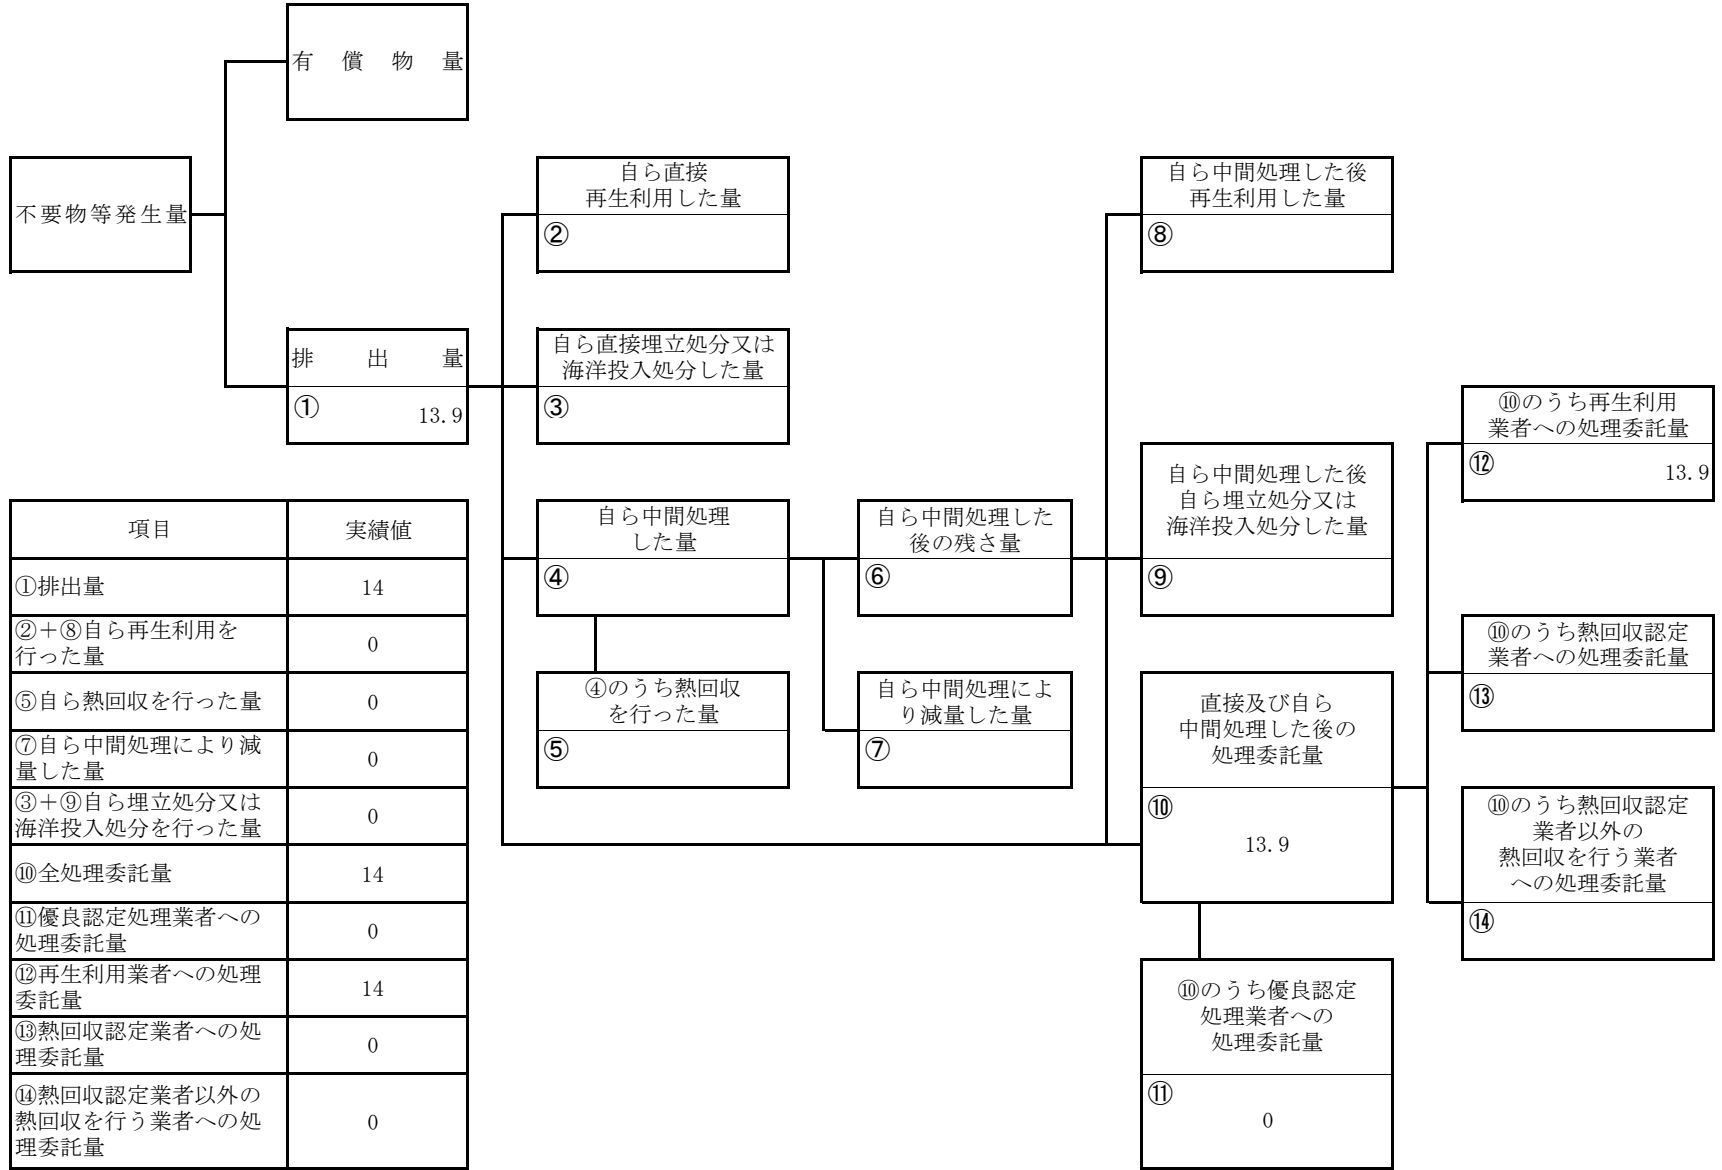 有償物量
不要物等発生量
排出量
①
13.9
自ら直接
再生利用した量
②
自ら直接埋立処分又は
海洋投入処分した量
③
自ら中間処理
した量
④
④のうち熱回収
を行った量
⑤
自ら中間処理した
後の残さ量
⑥
自ら中間処理によ
り減量した量
⑦
自ら中間処理した後
再生利用した量
⑧
自ら中間処理した後
自ら埋立処分又は
海洋投入処分した量
⑨
直接及び自ら
中間処理した後の
処理委託量
⑩
13.9
⑩のうち優良認定
処理業者への
処理委託量
⑪
0
⑩のうち再生利用
業者への処理委託量
⑫
13.9
⑩のうち熱回収認定
業者への処理委託量
⑬
⑩のうち熱回収認定
業者以外の
熱回収を行う業者
への処理委託量
⑭
項目 実績値
①排出量 14
②＋⑧自ら再生利用を
行った量 0
⑤自ら熱回収を行った量 0
⑦自ら中間処理により減
量した量 0
③＋⑨自ら埋立処分又は
海洋投入処分を行った量 0
⑩全処理委託量 14
⑪優良認定処理業者への
処理委託量 0
⑫再生利用業者への処理
委託量 14
⑬熱回収認定業者への処
理委託量 0
⑭熱回収認定業者以外の
熱回収を行う業者への処
理委託量 0